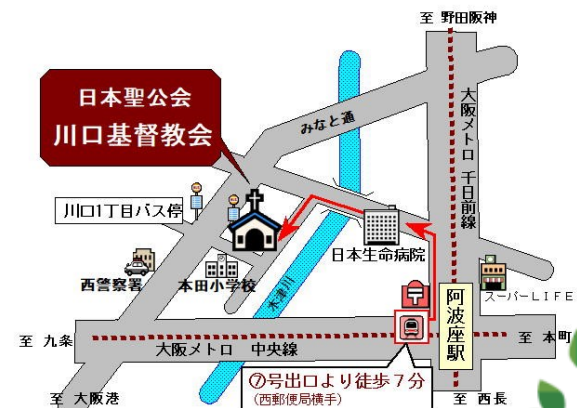 至 野田阪神
日本聖公会
川口基督教会
みなと通
大阪メトロ 千日前線
川口1丁目バス停
日本生命病院
西警察署
本田小学校
木津川
スーパーLIFE
阿波座駅
至 九条
大阪メトロ 中央線
至 本町
⑦号出口より徒歩7分
(西郵便局横手)
至 大阪港
至 西長